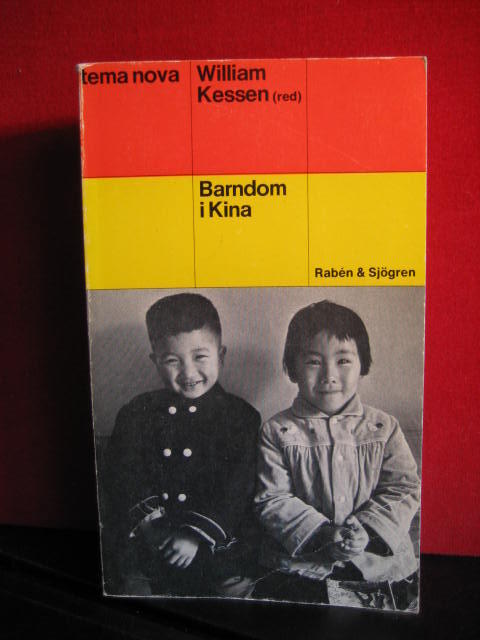 tema nova
William
Kessen (red)
Barndom
i Kina
Rabén & Sjögren